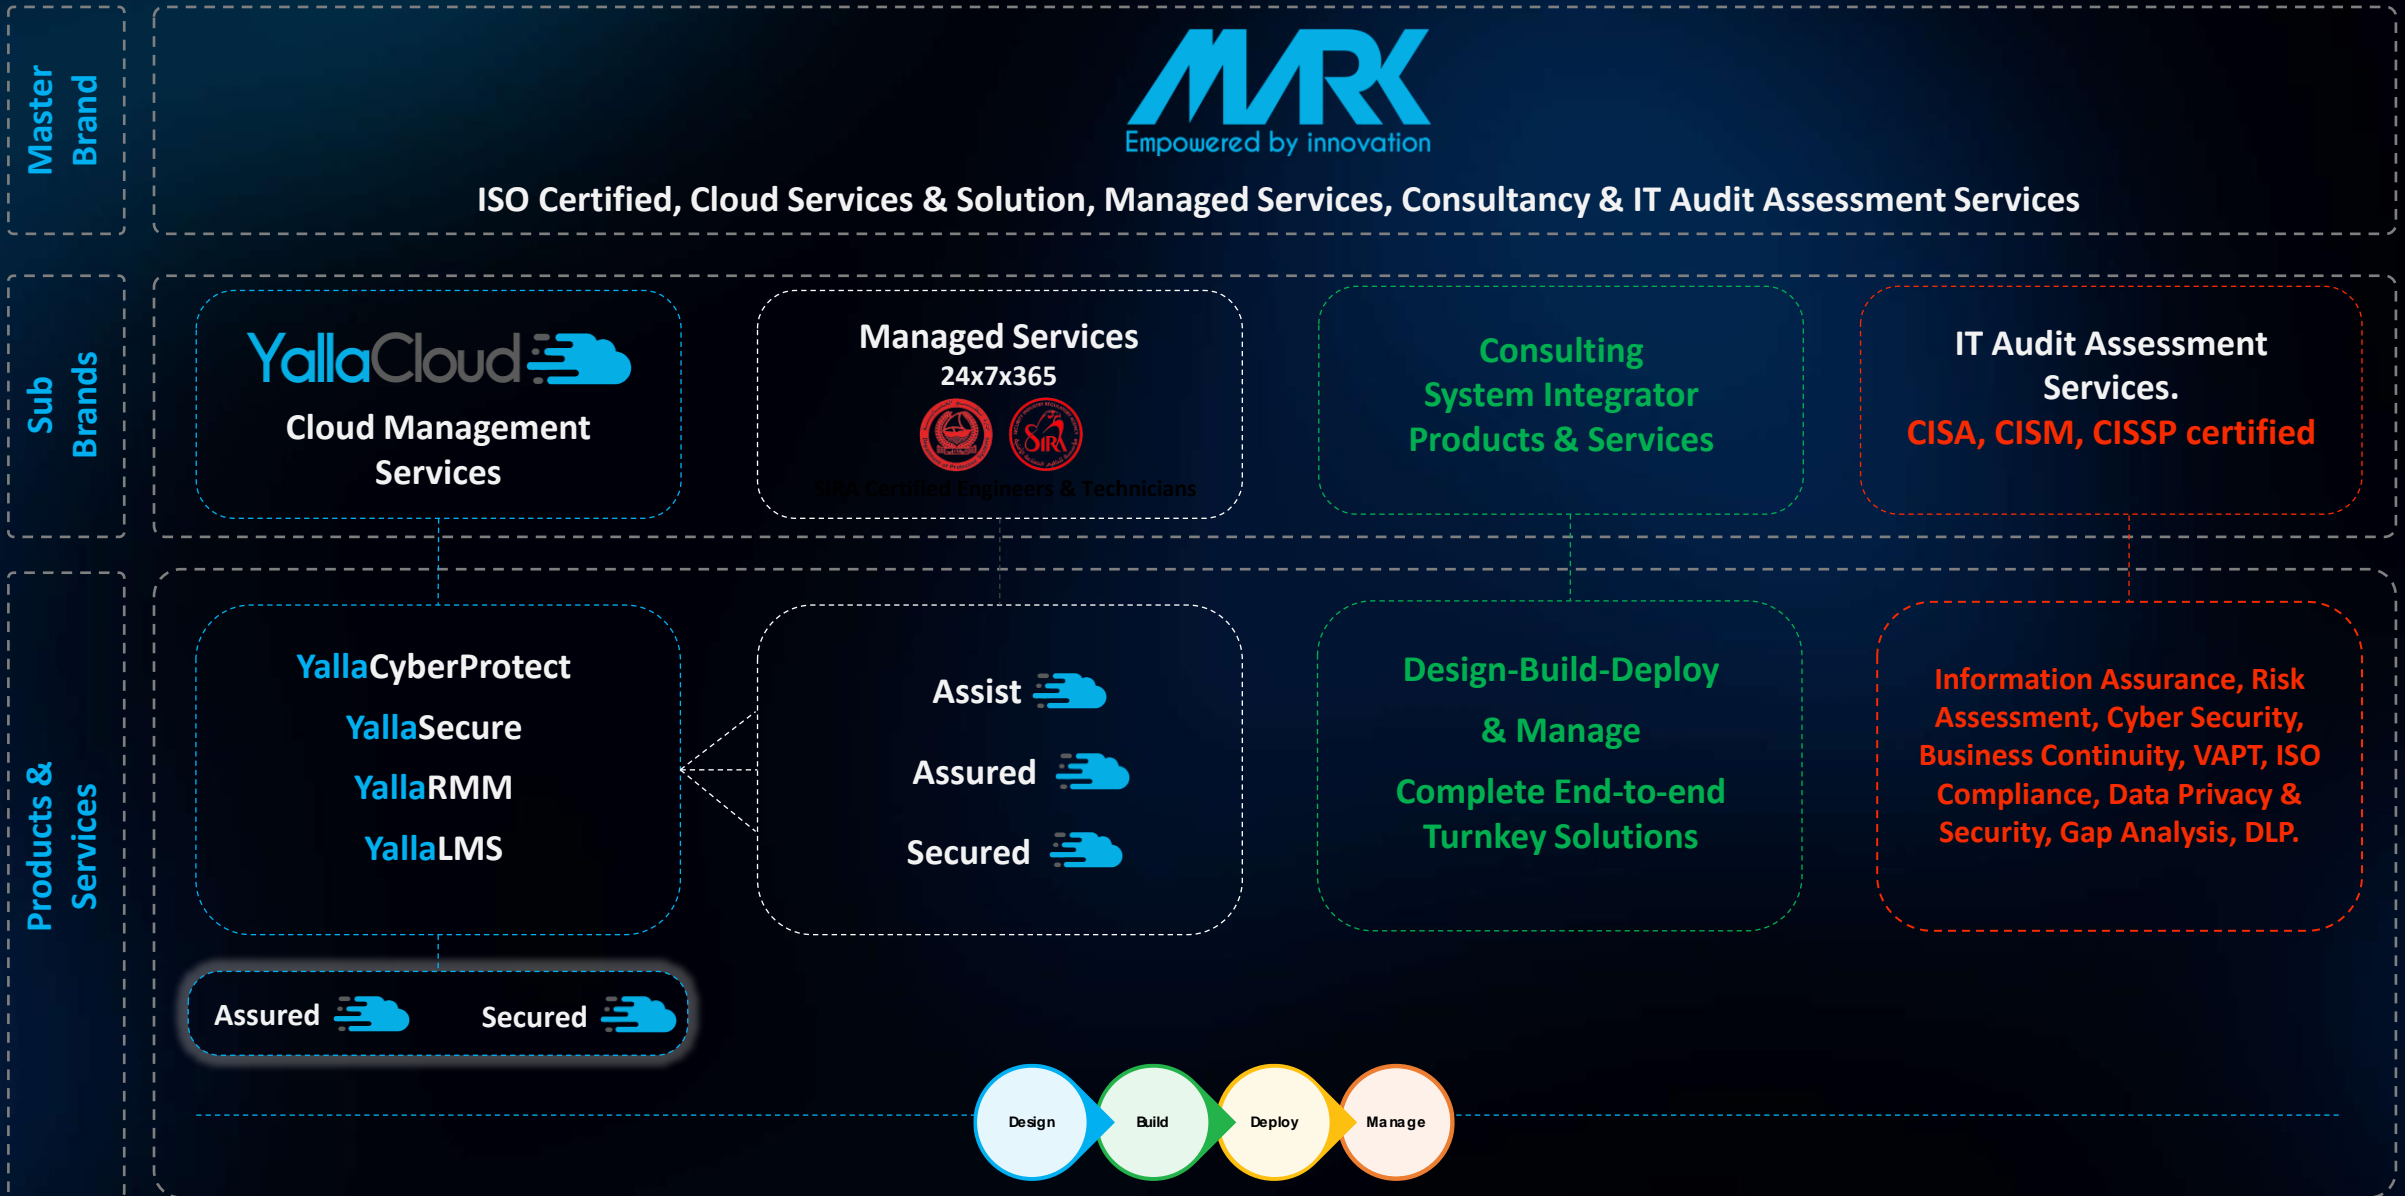 Master
Brand
MARK
Empowered by innovation
ISO Certified, Cloud Services & Solution, Managed Services, Consultancy & IT Audit Assessment Services
Sub
Brands
YallaCloud
Cloud Management
Services
Managed Services
24x7x365
SIRA
SIRA Certified Engineers & Technicians
Consulting
System Integrator
Products & Services
IT Audit Assessment
Services.
CISA, CISM, CISSP certified
Products &
Services
YallaCyberProtect
YallaSecure
YallaRMM
YallaLMS
Assured
Secured
Assist
Assured
Secured
Design-Build-Deploy
& Manage
Complete End-to-end
Turnkey Solutions
Information Assurance, Risk
Assessment, Cyber Security,
Business Continuity, VAPT, ISO
Compliance, Data Privacy &
Security, Gap Analysis, DLP.
Design
Build
Deploy
Manage